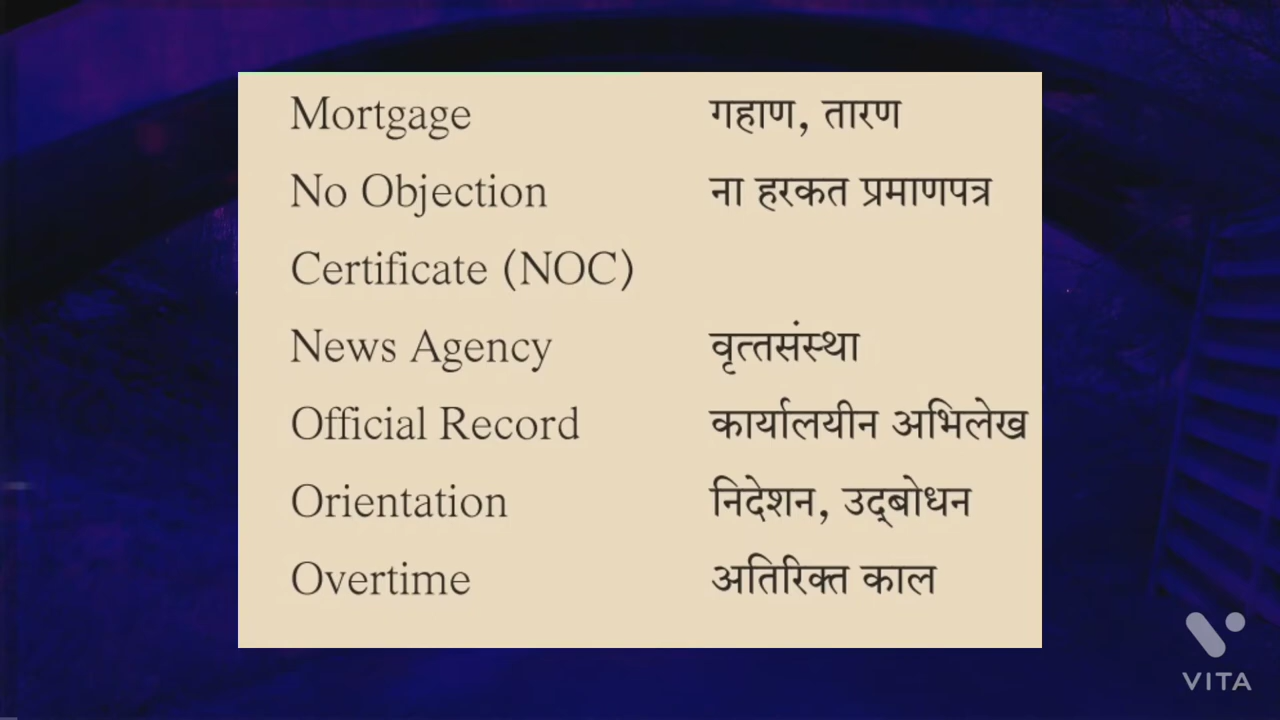 Mortgage गहाण, तारण
No Objection ना हरकत प्रमाणपत्र
Certificate (NOC)
News Agency वृत्तसंस्था
Official Record कार्यालयीन अभिलेख
Orientation निदेशन, उद्‌बोधन
Overtime अतिरिक्त काल
VITA